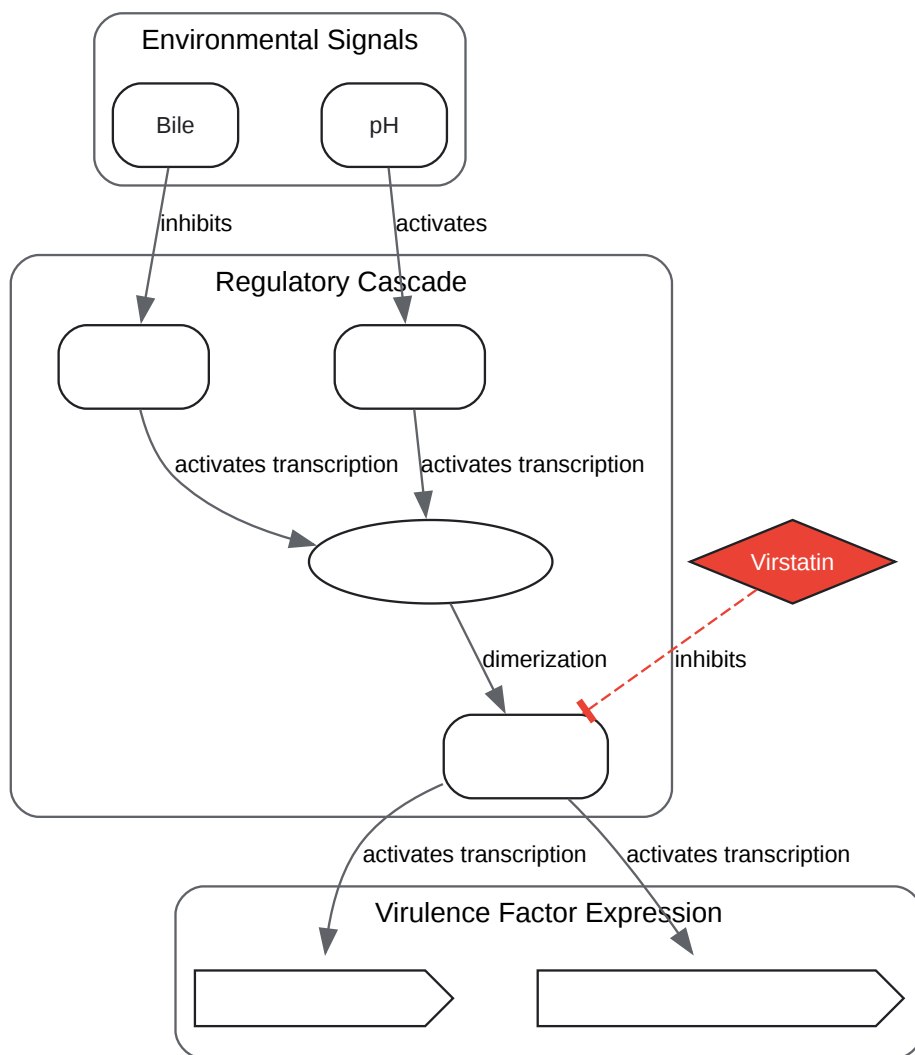 Environmental Signals
Bile
pH
inhibits
activates
Regulatory Cascade
activates transcription
activates transcription
Virstatin
dimerization
inhibits
activates transcription
activates transcription
Virulence Factor Expression